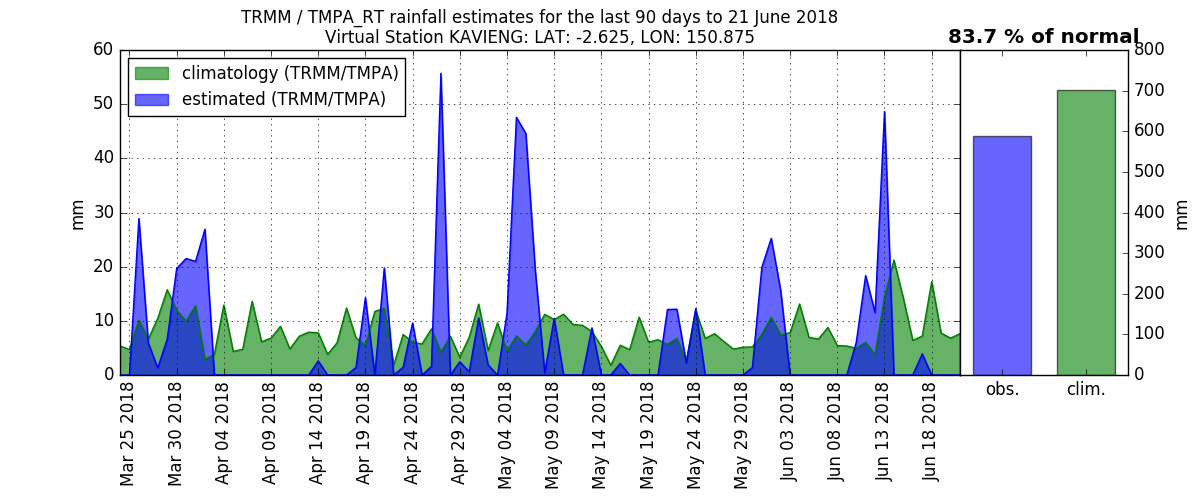 TRMM / TMPA_RT rainfall estimates for the last 90 days to 21 June 2018
Virtual Station KAVIENG: LAT: -2.625, LON: 150.875
83.7 % of normal
climatology (TRMM/TMPA)
estimated (TRMM/TMPA)
60
50
40
30
20
10
0
mm
800
700
600
500
400
300
200
100
0
mm
Mar 25 2018
Mar 30 2018
Apr 04 2018
Apr 09 2018
Apr 14 2018
Apr 19 2018
Apr 24 2018
Apr 29 2018
May 04 2018
May 09 2018
May 14 2018
May 19 2018
May 24 2018
May 29 2018
Jun 03 2018
Jun 08 2018
Jun 13 2018
Jun 18 2018
obs.
clim.